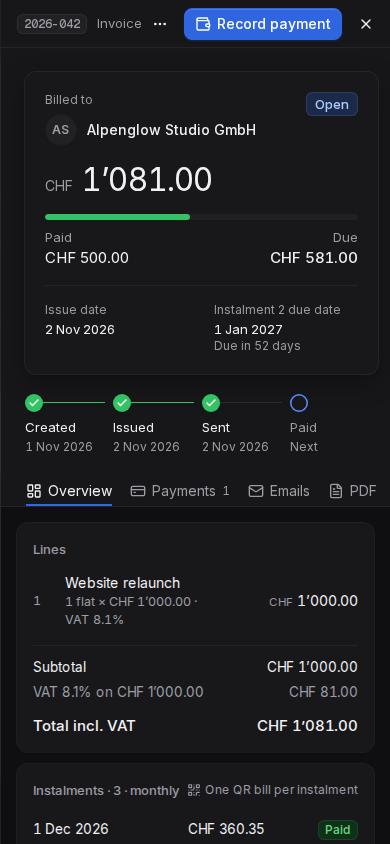 2026-042 Invoice ··· Record payment
Billed to
Open
AS Alpenglow Studio GmbH
CHF 1’081.00
Paid Due
CHF 500.00 CHF 581.00
Issue date Instalment 2 due date
2 Nov 2026 1 Jan 2027
Due in 52 days
Created Issued Sent Paid
1 Nov 2026 2 Nov 2026 2 Nov 2026 Next
Overview Payments 1 Emails PDF
Lines
Website relaunch
1 1 flat × CHF 1’000.00 · CHF 1’000.00
VAT 8.1%
Subtotal CHF 1’000.00
VAT 8.1% on CHF 1’000.00 CHF 81.00
Total incl. VAT CHF 1’081.00
Instalments · 3 · monthly One QR bill per instalment
1 Dec 2026 CHF 360.35 Paid